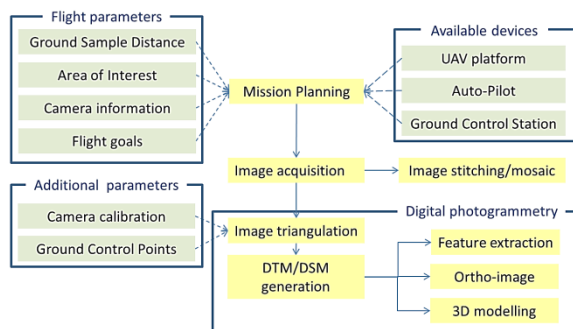 Flight parameters
Ground Sample Distance
Area of Interest
Camera information
Flight goals
Available devices
UAV platform
Auto-Pilot
Ground Control Station
Mission Planning
Image acquisition
Image stitching/mosaic
Additional parameters
Camera calibration
Ground Control Points
Digital photogrammetry
Image triangulation
DTM/DSM
generation
Feature extraction
Ortho-image
3D modelling